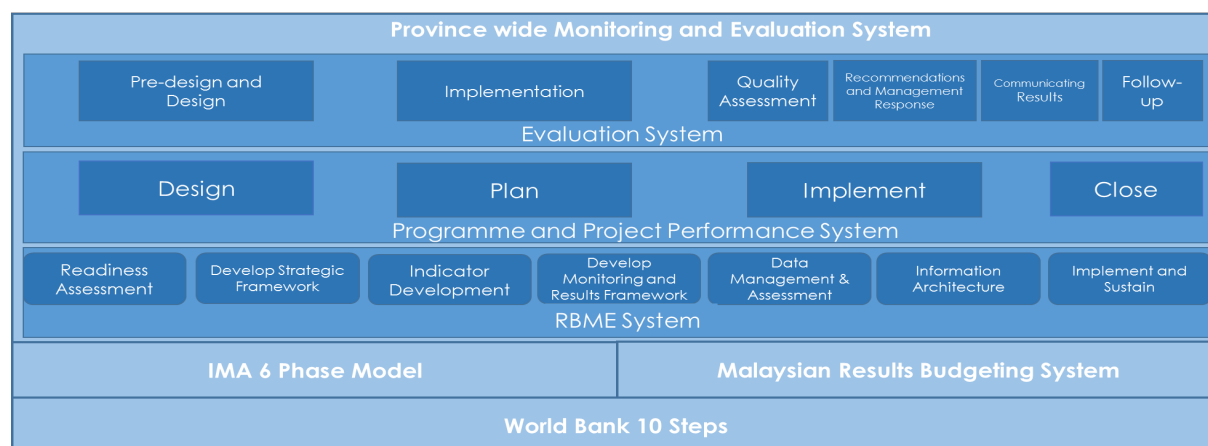 Province wide Monitoring and Evaluation System
Pre-design and
Design
Implementation
Quality
Assessment
Recommendations
and Management
Response
Communicating
Results
Follow-
up
Evaluation System
Design
Plan
Implement
Close
Programme and Project Performance System
Readiness
Assessment
Develop Strategic
Framework
Indicator
Development
Develop
Monitoring and
Results Framework
Data
Management &
Assessment
Information
Architecture
Implement and
Sustain
RBME System
IMA 6 Phase Model
Malaysian Results Budgeting System
World Bank 10 Steps